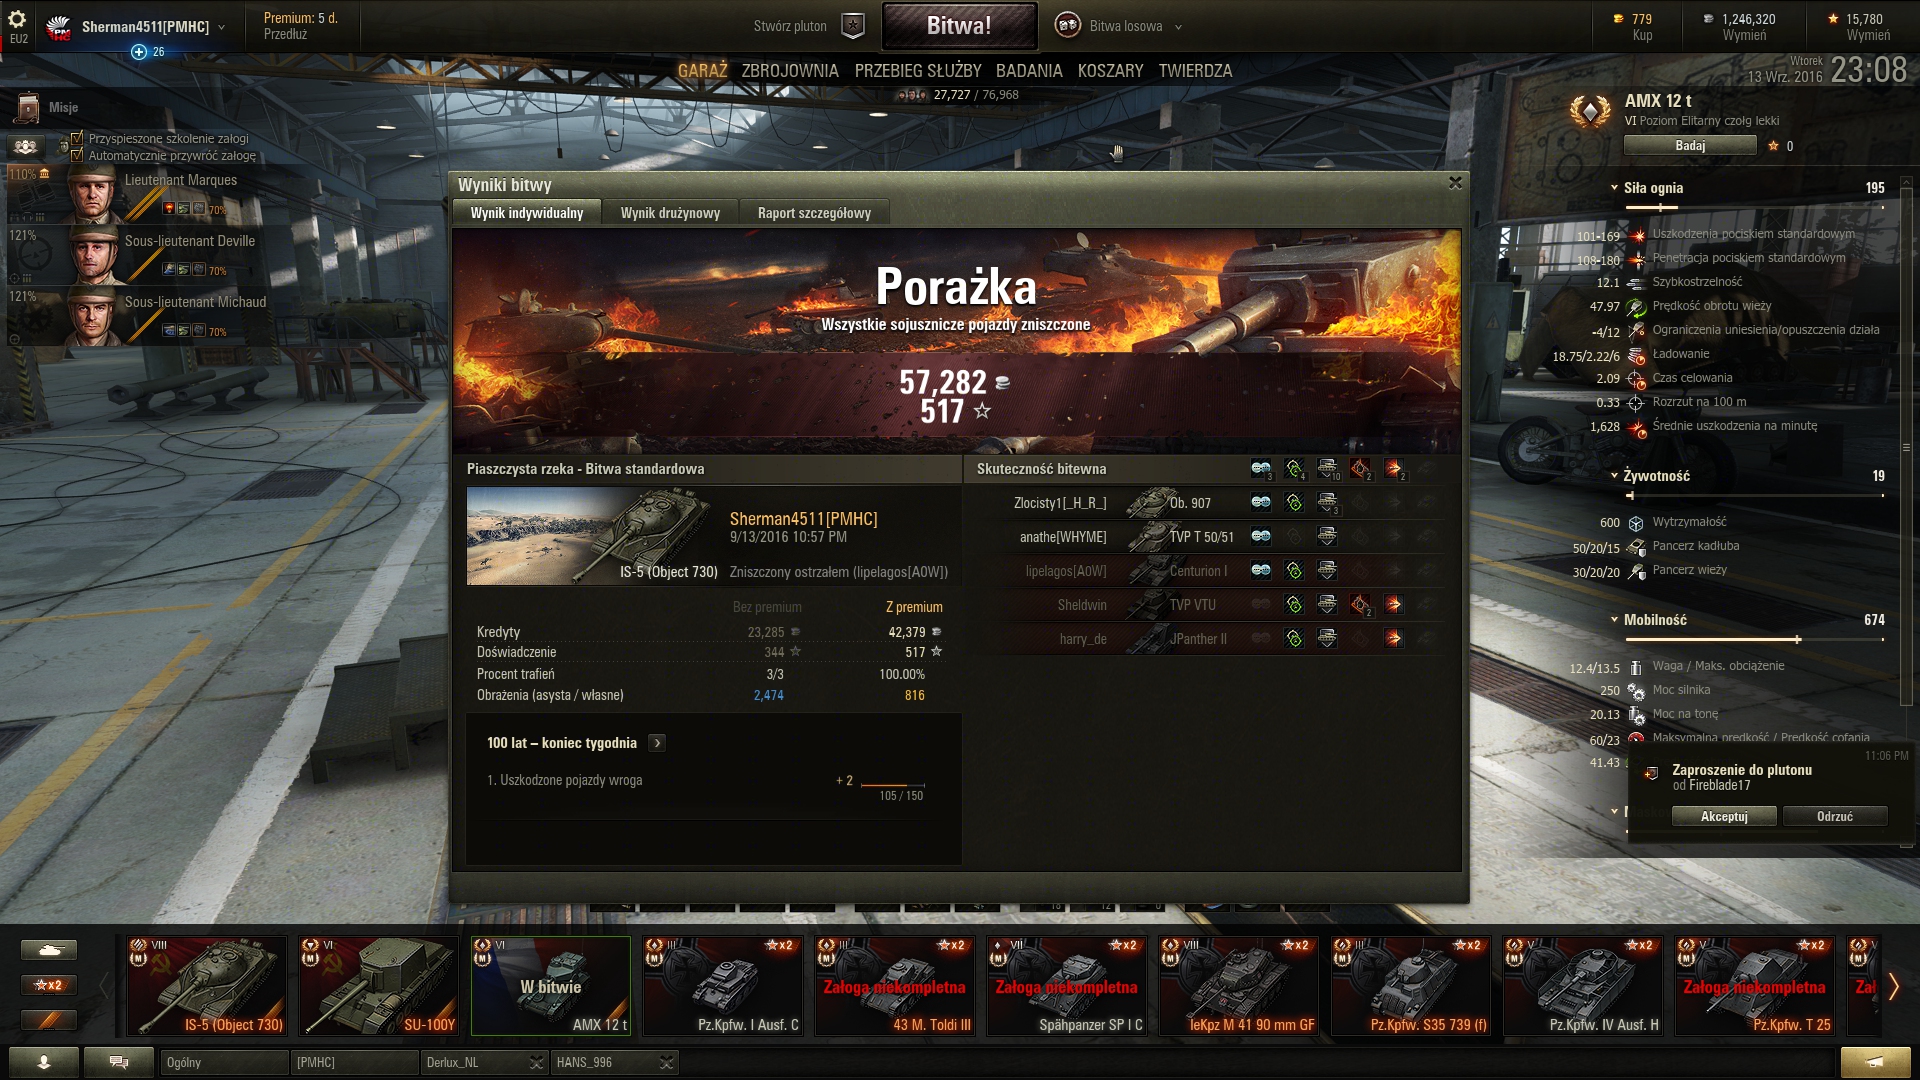 EU2
Sherman4511[PMHC]
26
Premium: 5 d.
Przedłuż
Stwórz pluton
Bitwa!
Bitwa losowa
779
Kup
1,246,320
Wymień
15,780
Wymień
GARAŻ ZBROJOWNIA PRZEBIEG SŁUŻBY BADANIA KOSZARY TWIERDZA
27,727 / 76,968
Wtorek
13 Wrz. 2016
23:08
Misje
Przyspieszone szkolenie załogi
Automatycznie przywróć załogę
110%
Lieutenant Marques
70%
121%
Sous-lieutenant Deville
70%
121%
Sous-lieutenant Michaud
70%
Wyniki bitwy
Wynik indywidualny
Wynik drużynowy
Raport szczegółowy
Porażka
Wszystkie sojusznicze pojazdy zniszczone
57,282
517
Piaszczysta rzeka - Bitwa standardowa
Sherman4511[PMHC]
9/13/2016 10:57 PM
IS-5 (Object 730) Zniszczony ostrzałem (lipelagos[A0W])
Bez premium Z premium
Kredyty 23,285 42,379
Doświadczenie 344 517
Procent trafień 3/3 100.00%
Obrażenia (asysta / własne) 2,474 816
100 lat – koniec tygodnia
1. Uszkodzone pojazdy wroga + 2
105 / 150
Skuteczność bitewna 3 4 10 2 2
Zlocisty1[_H_R_] Ob. 907 3
anathe[WHYME] TVP T 50/51
lipelagos[A0W] Centurion I
Sheldwin TVP VTU 2
harry_de JPanther II
AMX 12 t
VI Poziom Elitarny czołg lekki
Badaj
0
Siła ognia 195
101-169 Uszkodzenia pociskiem standardowym
108-180 Penetracja pociskiem standardowym
12.1 Szybkostrzelność
47.97 Prędkość obrotu wieży
-4/12 Ograniczenia uniesienia/opuszczenia działa
18.75/2.22/6 Ładowanie
2.09 Czas celowania
0.33 Rozrzut na 100 m
1,628 Średnie uszkodzenia na minutę
Żywotność 19
600 Wytrzymałość
50/20/15 Pancerz kadłuba
30/20/20 Pancerz wieży
Mobilność 674
12.4/13.5 Waga / Maks. obciążenie
250 Moc silnika
20.13 Moc na tonę
60/23 Maksymalna prędkość / Prędkość cofania
41.43
11:06 PM
Zaproszenie do plutonu
od Fireblade17
Akceptuj
Odrzuć
x2
VIII
IS-5 (Object 730)
VI
SU-100Y
VI
W bitwie
AMX 12 t
III
x2
Pz.Kpfw. I Ausf. C
III
x2
Załoga niekompletna
43 M. Toldi III
VII
x2
Załoga niekompletna
Spähpanzer SP I C
VIII
x2
leKpz M 41 90 mm GF
III
x2
Pz.Kpfw. S35 739 (f)
V
x2
Pz.Kpfw. IV Ausf. H
V
x2
Załoga niekompletna
Pz.Kpfw. T 25
Ogólny
[PMHC]
Derlux_NL
HANS_996